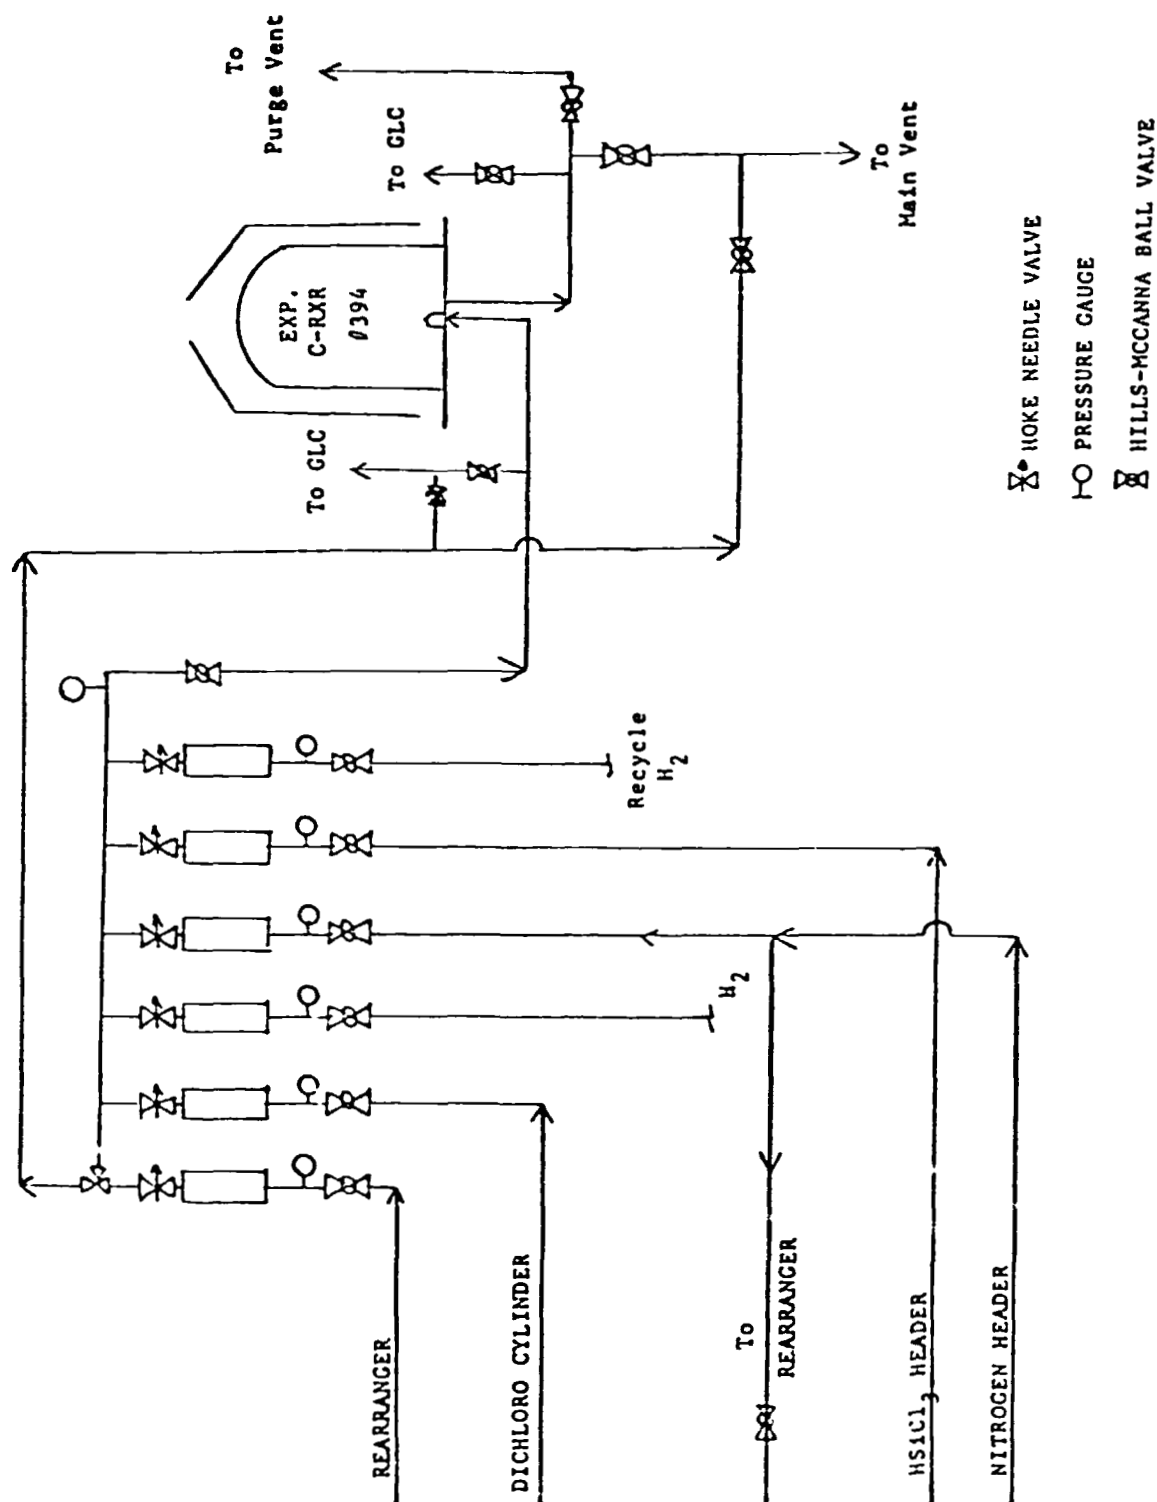 To
Purge Vent
To GLC
EXP.
C-RXR
#394
To GLC
To
Main Vent
Recycle
H2
H2
REARRANGER
DICHLORO CYLINDER
To
REARRANGER
HSiCl3 HEADER
NITROGEN HEADER
HOKE NEEDLE VALVE
PRESSURE GAUGE
HILLS-MCCANNA BALL VALVE